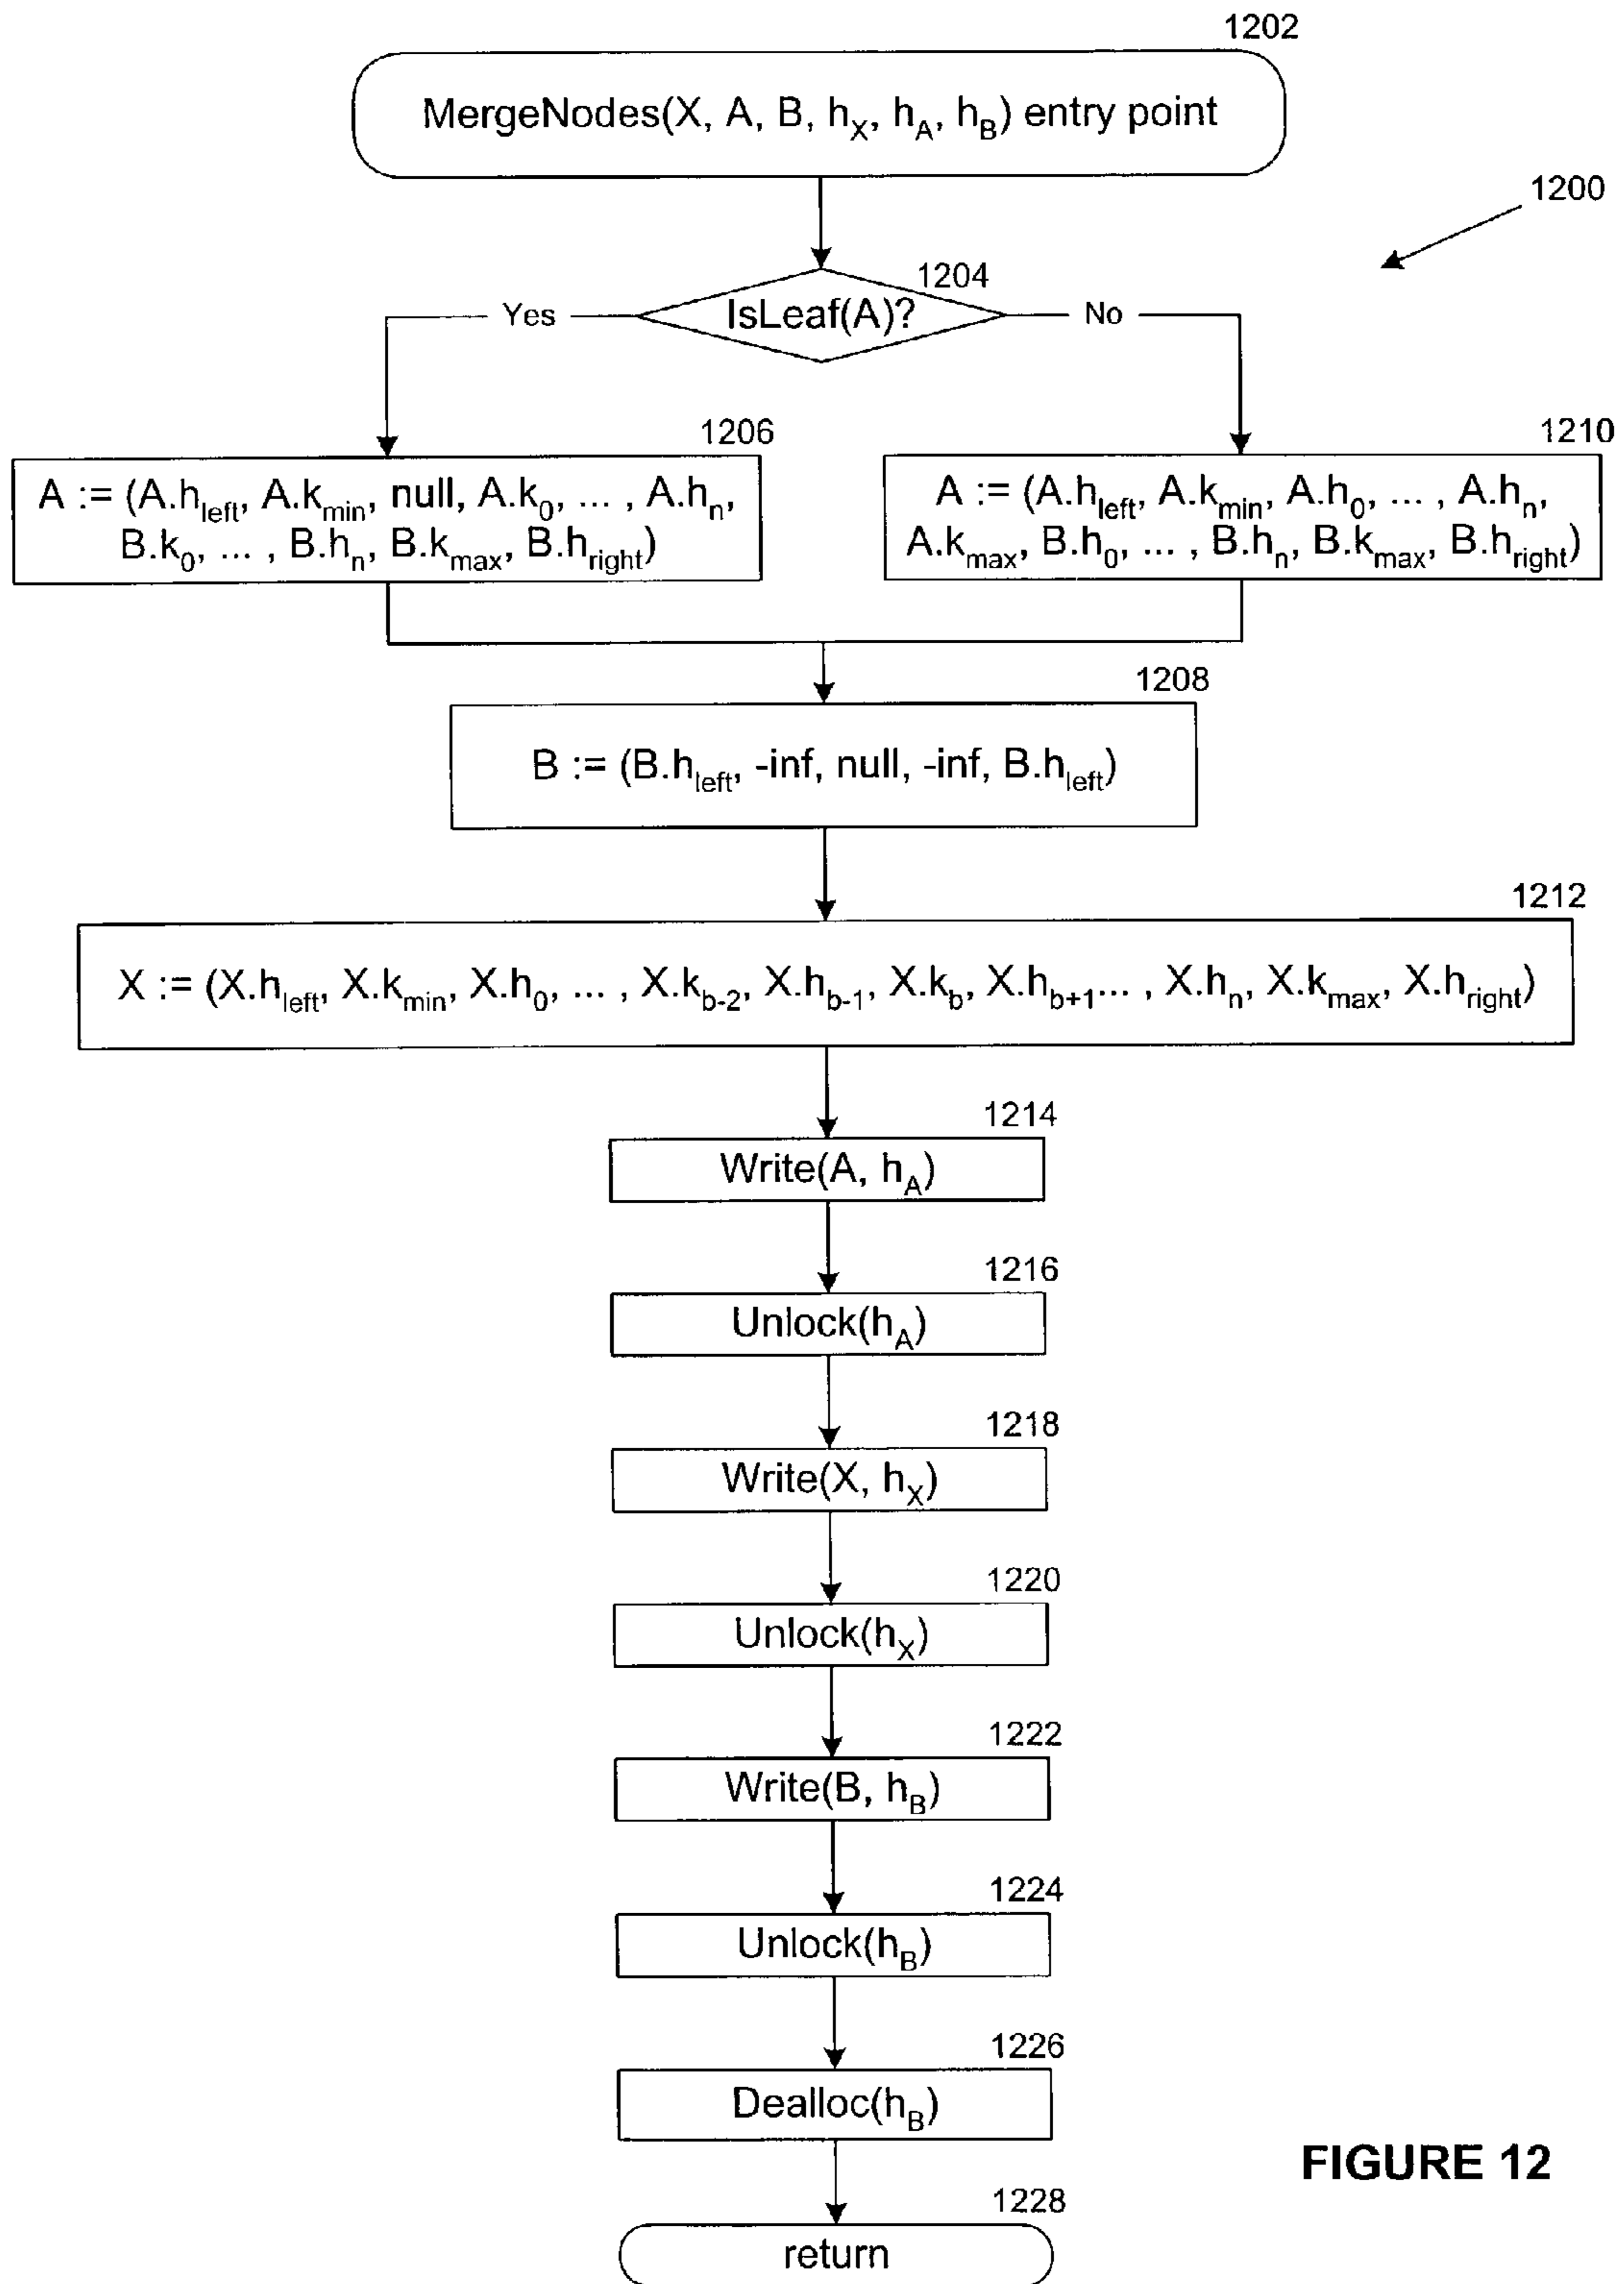 1202
MergeNodes(X, A, B, hX, hA, hB) entry point
1200
1204
IsLeaf(A)?
Yes
No
1206
A := (A.hleft, A.kmin, null, A.k0, ... , A.hn,
B.k0, ... , B.hn, B.kmax, B.hright)
1210
A := (A.hleft, A.kmin, A.h0, ... , A.hn,
A.kmax, B.h0, ... , B.hn, B.kmax, B.hright)
1208
B := (B.hleft, -inf, null, -inf, B.hleft)
1212
X := (X.hleft, X.kmin, X.h0, ... , X.kb-2, X.hb-1, X.kb, X.hb+1... , X.hn, X.kmax, X.hright)
1214
Write(A, hA)
1216
Unlock(hA)
1218
Write(X, hX)
1220
Unlock(hX)
1222
Write(B, hB)
1224
Unlock(hB)
1226
Dealloc(hB)
FIGURE 12
1228
return